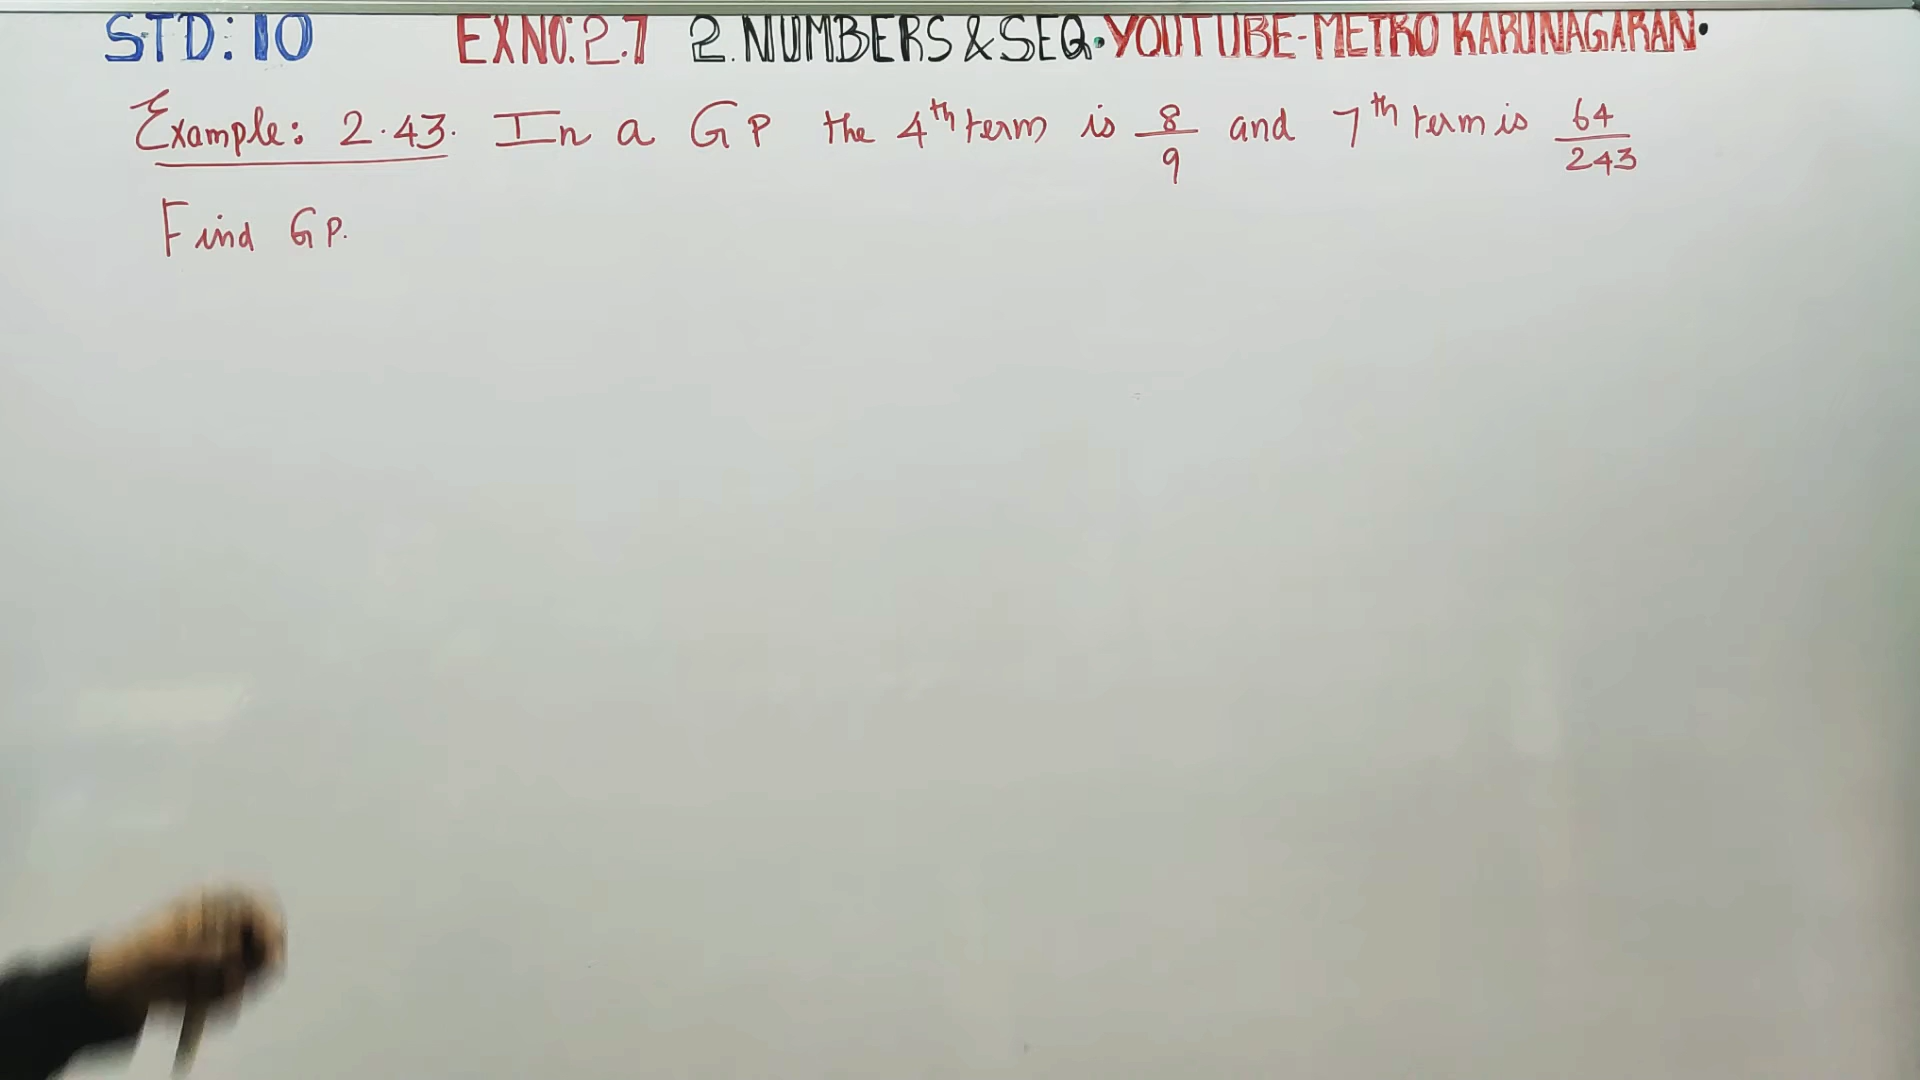 STD: 10 EXNO: 2.7 2. NUMBERS & SEQ. YOUTUBE-METRO KARUNAGARAN.
Example: 2.43. In a GP the 4th term is 8/9 and 7th term is 64/243
Find GP.